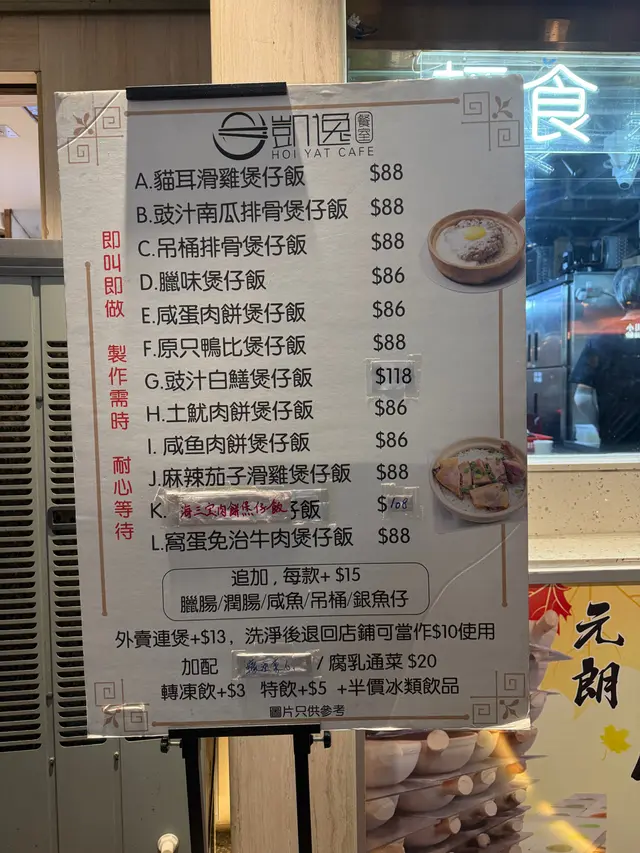 食
凱逸
餐室
HOI YAT CAFE
A.貓耳滑雞煲仔飯 $88
B.豉汁南瓜排骨煲仔飯 $88
C.吊桶排骨煲仔飯 $88
D.臘味煲仔飯 $86
E.咸蛋肉餅煲仔飯 $86
F.原只鴨比煲仔飯 $88
G.豉汁白鱔煲仔飯 $118
H.土魷肉餅煲仔飯 $86
I. 咸鱼肉餅煲仔飯 $86
J.麻辣茄子滑雞煲仔飯 $88
K. 海三宝肉餅煲仔飯 $108
L.窩蛋免治牛肉煲仔飯 $88
即叫即做 製作需時 耐心等待
追加 , 每款+ $15
臘腸/潤腸/咸魚/吊桶/銀魚仔
外賣連煲+$13, 洗淨後退回店鋪可當作$10使用
加配 / 腐乳通菜 $20
轉凍飲+$3 特飲+$5 +半價冰類飲品
圖片只供參考
元朗